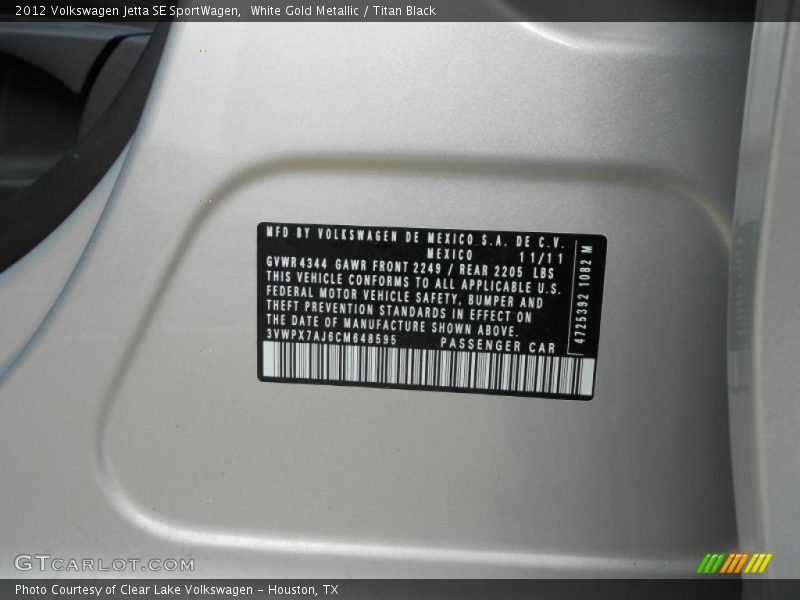 2012 Volkswagen Jetta SE SportWagen,  White Gold Metallic / Titan Black
MFD BY VOLKSWAGEN DE MEXICO S.A. DE C.V.
MEXICO 11/11
GVWR 4344 GAWR FRONT 2249 / REAR 2205 LBS
THIS VEHICLE CONFORMS TO ALL APPLICABLE U.S.
FEDERAL MOTOR VEHICLE SAFETY, BUMPER AND
THEFT PREVENTION STANDARDS IN EFFECT ON
THE DATE OF MANUFACTURE SHOWN ABOVE.
3VWPX7AJ6CM648595 PASSENGER CAR
4725392 1082 M
GTCARLOT.COM
Photo Courtesy of Clear Lake Volkswagen - Houston, TX